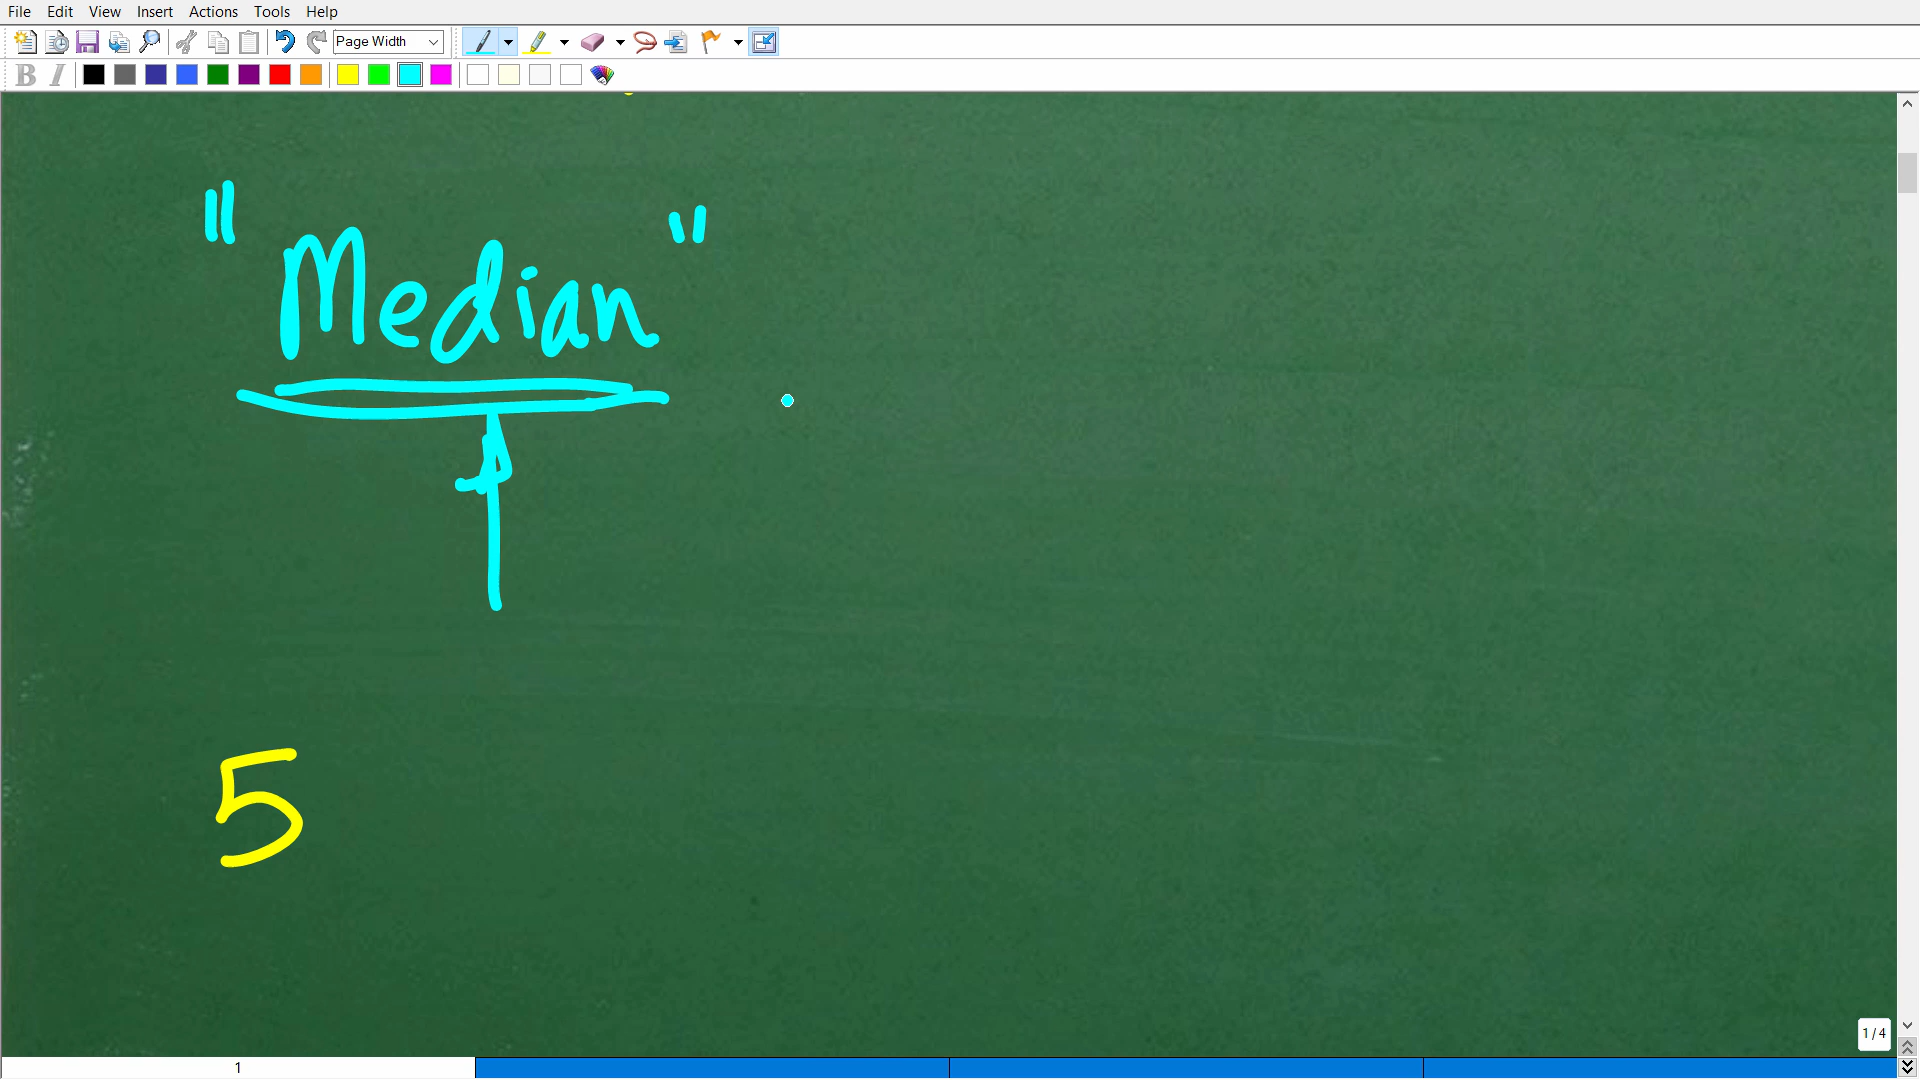 File Edit View Insert Actions Tools Help
Page Width
B I
" Median "
5
1 / 4
1